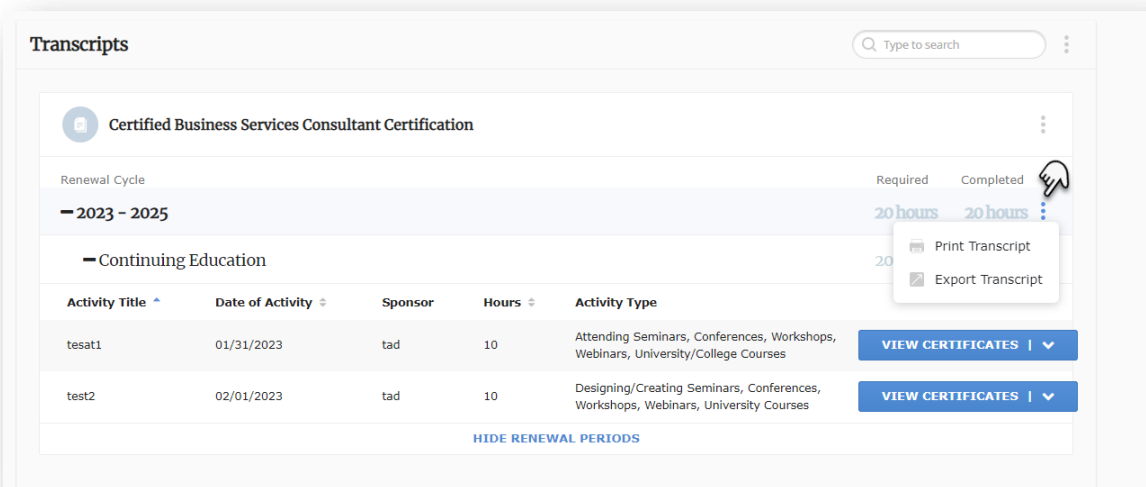 Transcripts
Type to search
Certified Business Services Consultant Certification
Renewal Cycle Required Completed
2023 - 2025 20 hours 20 hours
Print Transcript
Continuing Education 20
Export Transcript
Activity Title Date of Activity Sponsor Hours Activity Type
tesat1 01/31/2023 tad 10 Attending Seminars, Conferences, Workshops, VIEW CERTIFICATES |
Webinars, University/College Courses
test2 02/01/2023 tad 10 Designing/Creating Seminars, Conferences, VIEW CERTIFICATES |
Workshops, Webinars, University Courses
HIDE RENEWAL PERIODS